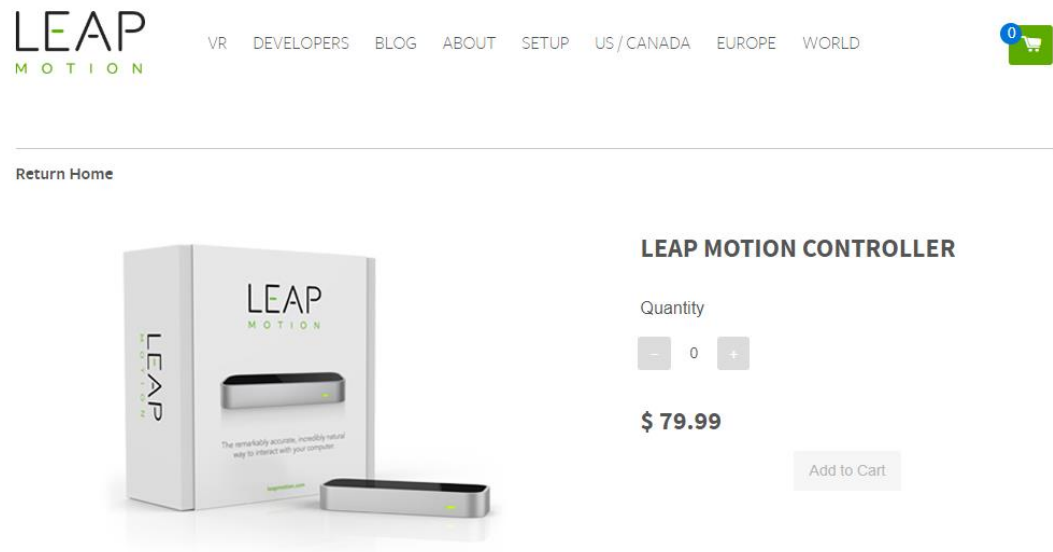 LEAP
MOTION
VR DEVELOPERS BLOG ABOUT SETUP US / CANADA EUROPE WORLD
0
Return Home
LEAP MOTION CONTROLLER
Quantity
- 0 +
$ 79.99
Add to Cart
LEAP
MOTION
The remarkably accurate, incredibly natural
way to interact with your computer.
leapmotion.com
LEAP
MOTION